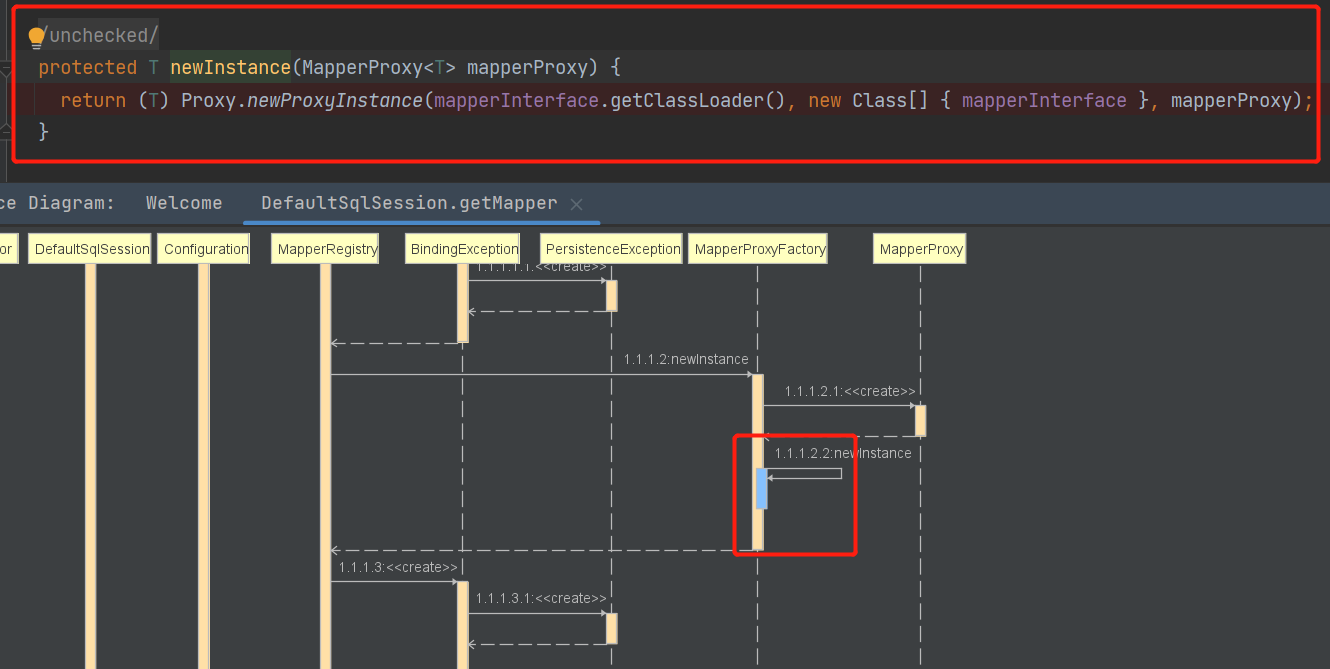 /unchecked/
protected T newInstance(MapperProxy<T> mapperProxy) {
return (T) Proxy.newProxyInstance(mapperInterface.getClassLoader(), new Class[] { mapperInterface }, mapperProxy);
}
ce Diagram: Welcome DefaultSqlSession.getMapper
or DefaultSqlSession Configuration MapperRegistry BindingException PersistenceException MapperProxyFactory MapperProxy
1.1.1.1.1:<<create>>
1.1.1.2:newInstance
1.1.1.2.1:<<create>>
1.1.1.2.2:newInstance
1.1.1.3:<<create>>
1.1.1.3.1:<<create>>